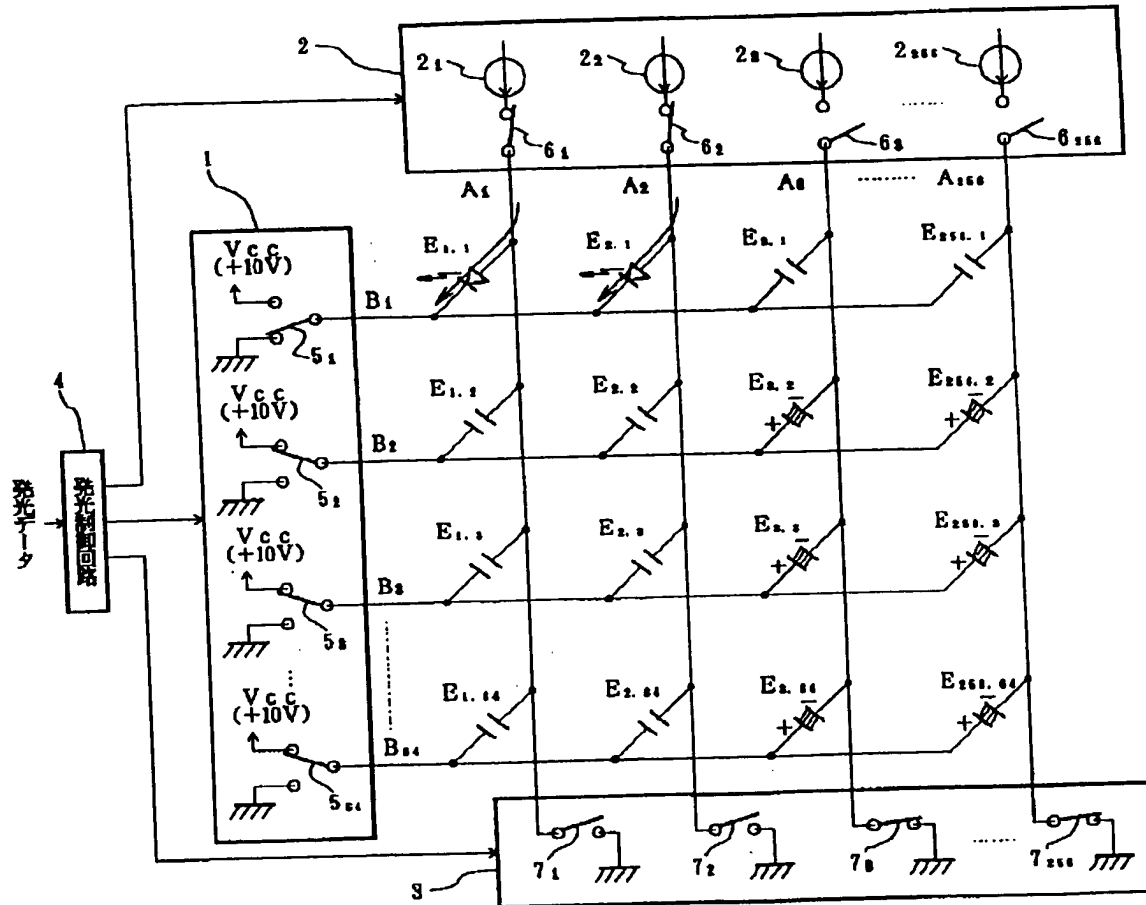 2
2₁ 2₂ 2₃ 2₂₅₆
6₁ 6₂ 6₃ 6₂₅₆
A₁ A₂ A₃ A₂₅₆
1
Vcc
(+10V)
B₁
5₁
E₁.₁ E₂.₁ E₃.₁ E₂₅₆.₁
4
発光データ
発光制御回路
Vcc
(+10V)
B₂
5₂
E₁.₂ E₂.₂ E₃.₂ E₂₅₆.₂
+ − + −
Vcc
(+10V)
B₃
5₃
E₁.₃ E₂.₃ E₃.₃ E₂₅₆.₃
+ − + −
Vcc
(+10V)
B₆₄
5₆₄
E₁.₆₄ E₂.₆₄ E₃.₆₄ E₂₅₆.₆₄
+ − + −
7₁ 7₂ 7₃ 7₂₅₆
3